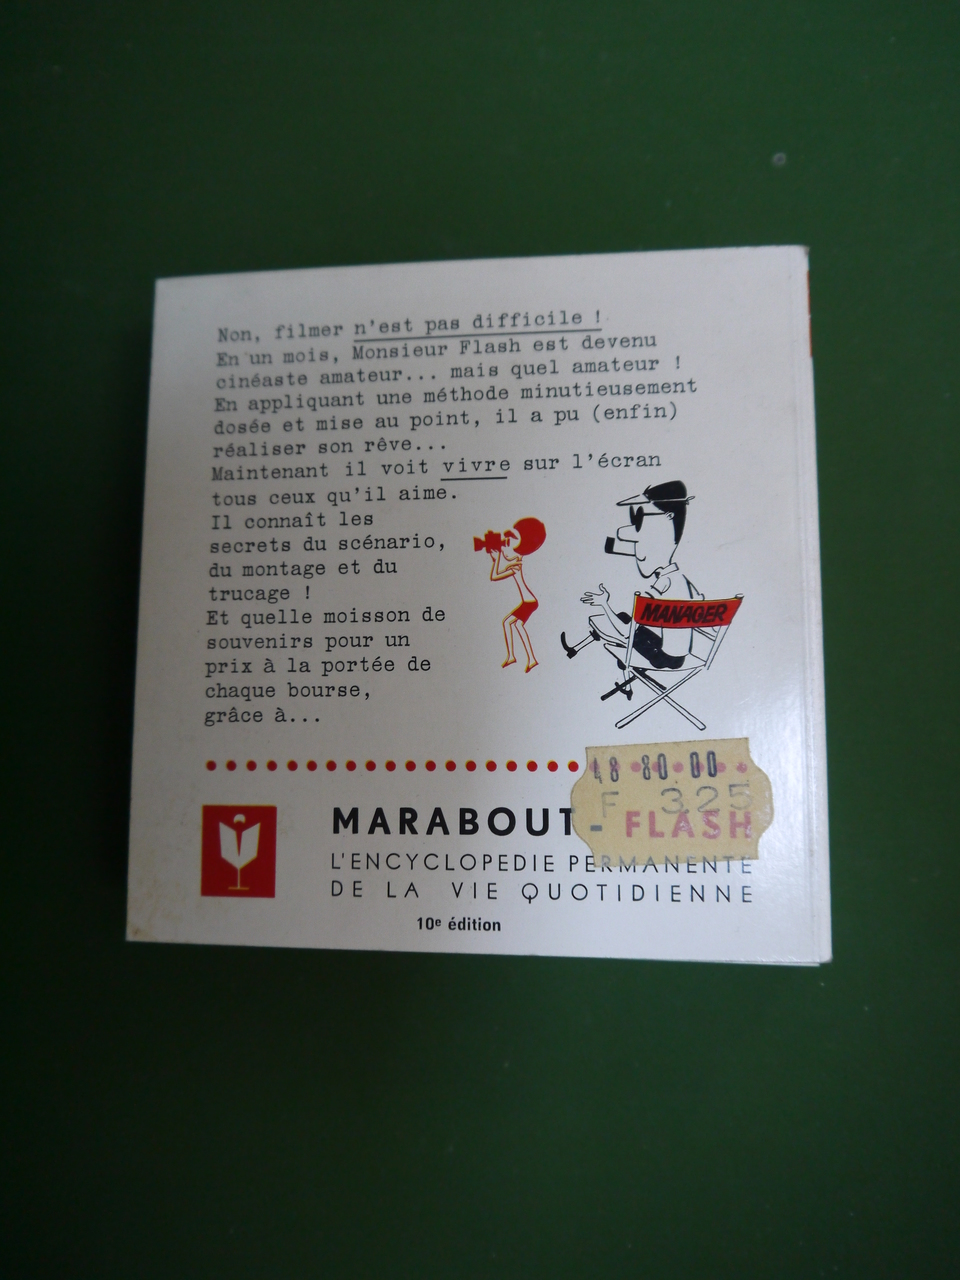 Non, filmer n'est pas difficile !
En un mois, Monsieur Flash est devenu
cinéaste amateur... mais quel amateur !
En appliquant une méthode minutieusement
dosée et mise au point, il a pu (enfin)
réaliser son rêve...
Maintenant il voit vivre sur l'écran
tous ceux qu'il aime.
Il connaît les
secrets du scénario,
du montage et du
trucage !
Et quelle moisson de
souvenirs pour un
prix à la portée de
chaque bourse,
grâce à...
MANAGER
48 80.00
F 325
MARABOUT - FLASH
L'ENCYCLOPEDIE PERMANENTE
DE LA VIE QUOTIDIENNE
10e édition